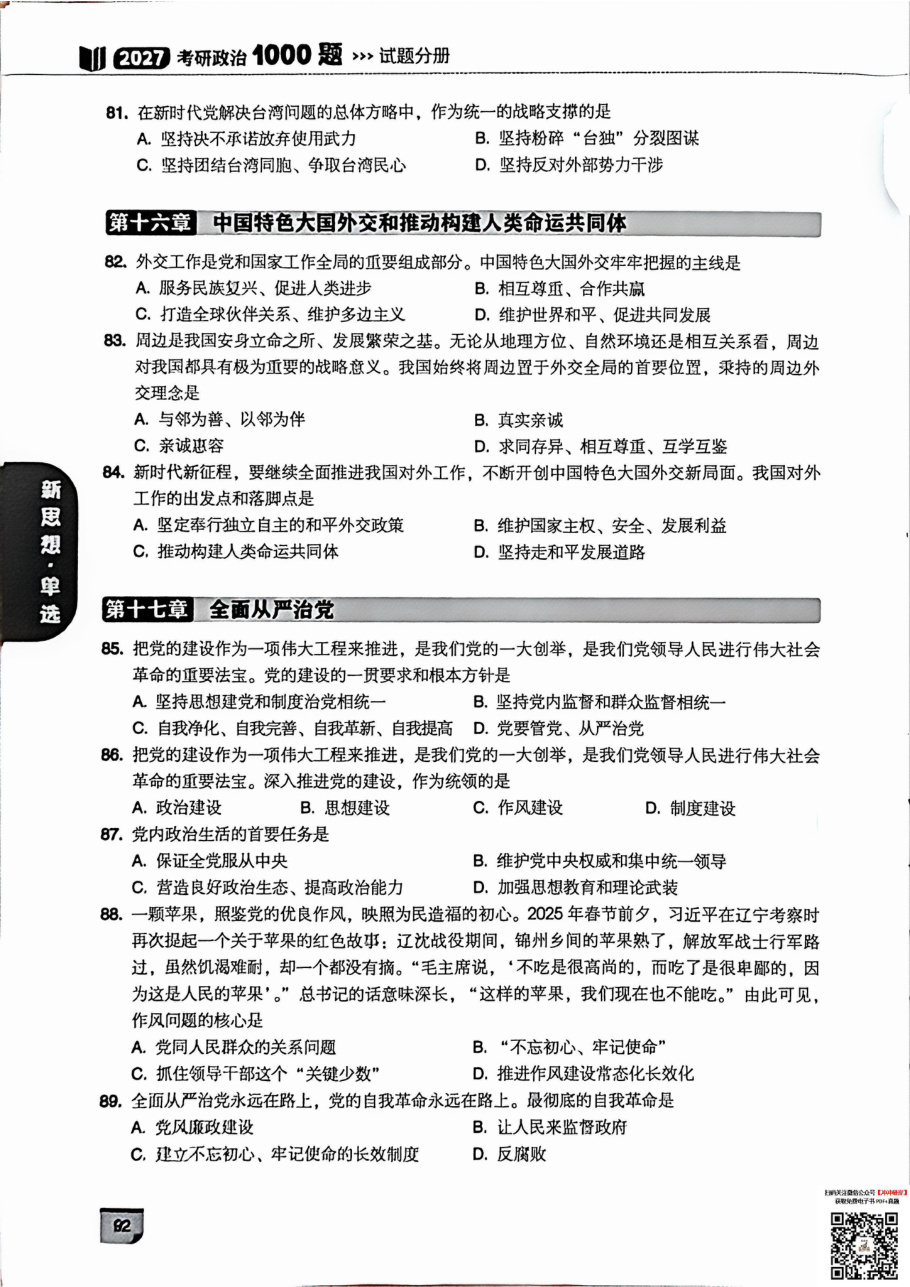 2027 考研政治 1000 题 >>> 试题分册
81. 在新时代党解决台湾问题的总体方略中，作为统一的战略支撑的是
A. 坚持决不承诺放弃使用武力 B. 坚持粉碎“台独”分裂图谋
C. 坚持团结台湾同胞、争取台湾民心 D. 坚持反对外部势力干涉
第十六章 中国特色大国外交和推动构建人类命运共同体
82. 外交工作是党和国家工作全局的重要组成部分。中国特色大国外交牢牢把握的主线是
A. 服务民族复兴、促进人类进步 B. 相互尊重、合作共赢
C. 打造全球伙伴关系、维护多边主义 D. 维护世界和平、促进共同发展
83. 周边是我国安身立命之所、发展繁荣之基。无论从地理方位、自然环境还是相互关系看，周边
对我国都具有极为重要的战略意义。我国始终将周边置于外交全局的首要位置，秉持的周边外
交理念是
A. 与邻为善、以邻为伴 B. 真实亲诚
C. 亲诚惠容 D. 求同存异、相互尊重、互学互鉴
84. 新时代新征程，要继续全面推进我国对外工作，不断开创中国特色大国外交新局面。我国对外
工作的出发点和落脚点是
A. 坚定奉行独立自主的和平外交政策 B. 维护国家主权、安全、发展利益
C. 推动构建人类命运共同体 D. 坚持走和平发展道路
新思想·单选
第十七章 全面从严治党
85. 把党的建设作为一项伟大工程来推进，是我们党的一大创举，是我们党领导人民进行伟大社会
革命的重要法宝。党的建设的一贯要求和根本方针是
A. 坚持思想建党和制度治党相统一 B. 坚持党内监督和群众监督相统一
C. 自我净化、自我完善、自我革新、自我提高 D. 党要管党、从严治党
86. 把党的建设作为一项伟大工程来推进，是我们党的一大创举，是我们党领导人民进行伟大社会
革命的重要法宝。深入推进党的建设，作为统领的是
A. 政治建设 B. 思想建设 C. 作风建设 D. 制度建设
87. 党内政治生活的首要任务是
A. 保证全党服从中央 B. 维护党中央权威和集中统一领导
C. 营造良好政治生态、提高政治能力 D. 加强思想教育和理论武装
88. 一颗苹果，照鉴党的优良作风，映照为民造福的初心。2025 年春节前夕，习近平在辽宁考察时
再次提起一个关于苹果的红色故事：辽沈战役期间，锦州乡间的苹果熟了，解放军战士行军路
过，虽然饥渴难耐，却一个都没有摘。“毛主席说，‘不吃是很高尚的，而吃了是很卑鄙的，因
为这是人民的苹果’。”总书记的话意味深长，“这样的苹果，我们现在也不能吃。”由此可见，
作风问题的核心是
A. 党同人民群众的关系问题 B. “不忘初心、牢记使命”
C. 抓住领导干部这个“关键少数” D. 推进作风建设常态化长效化
89. 全面从严治党永远在路上，党的自我革命永远在路上。最彻底的自我革命是
A. 党风廉政建设 B. 让人民来监督政府
C. 建立不忘初心、牢记使命的长效制度 D. 反腐败
92
扫码关注微信公众号【冲冲研宫】
获取免费电子书PDF+真题